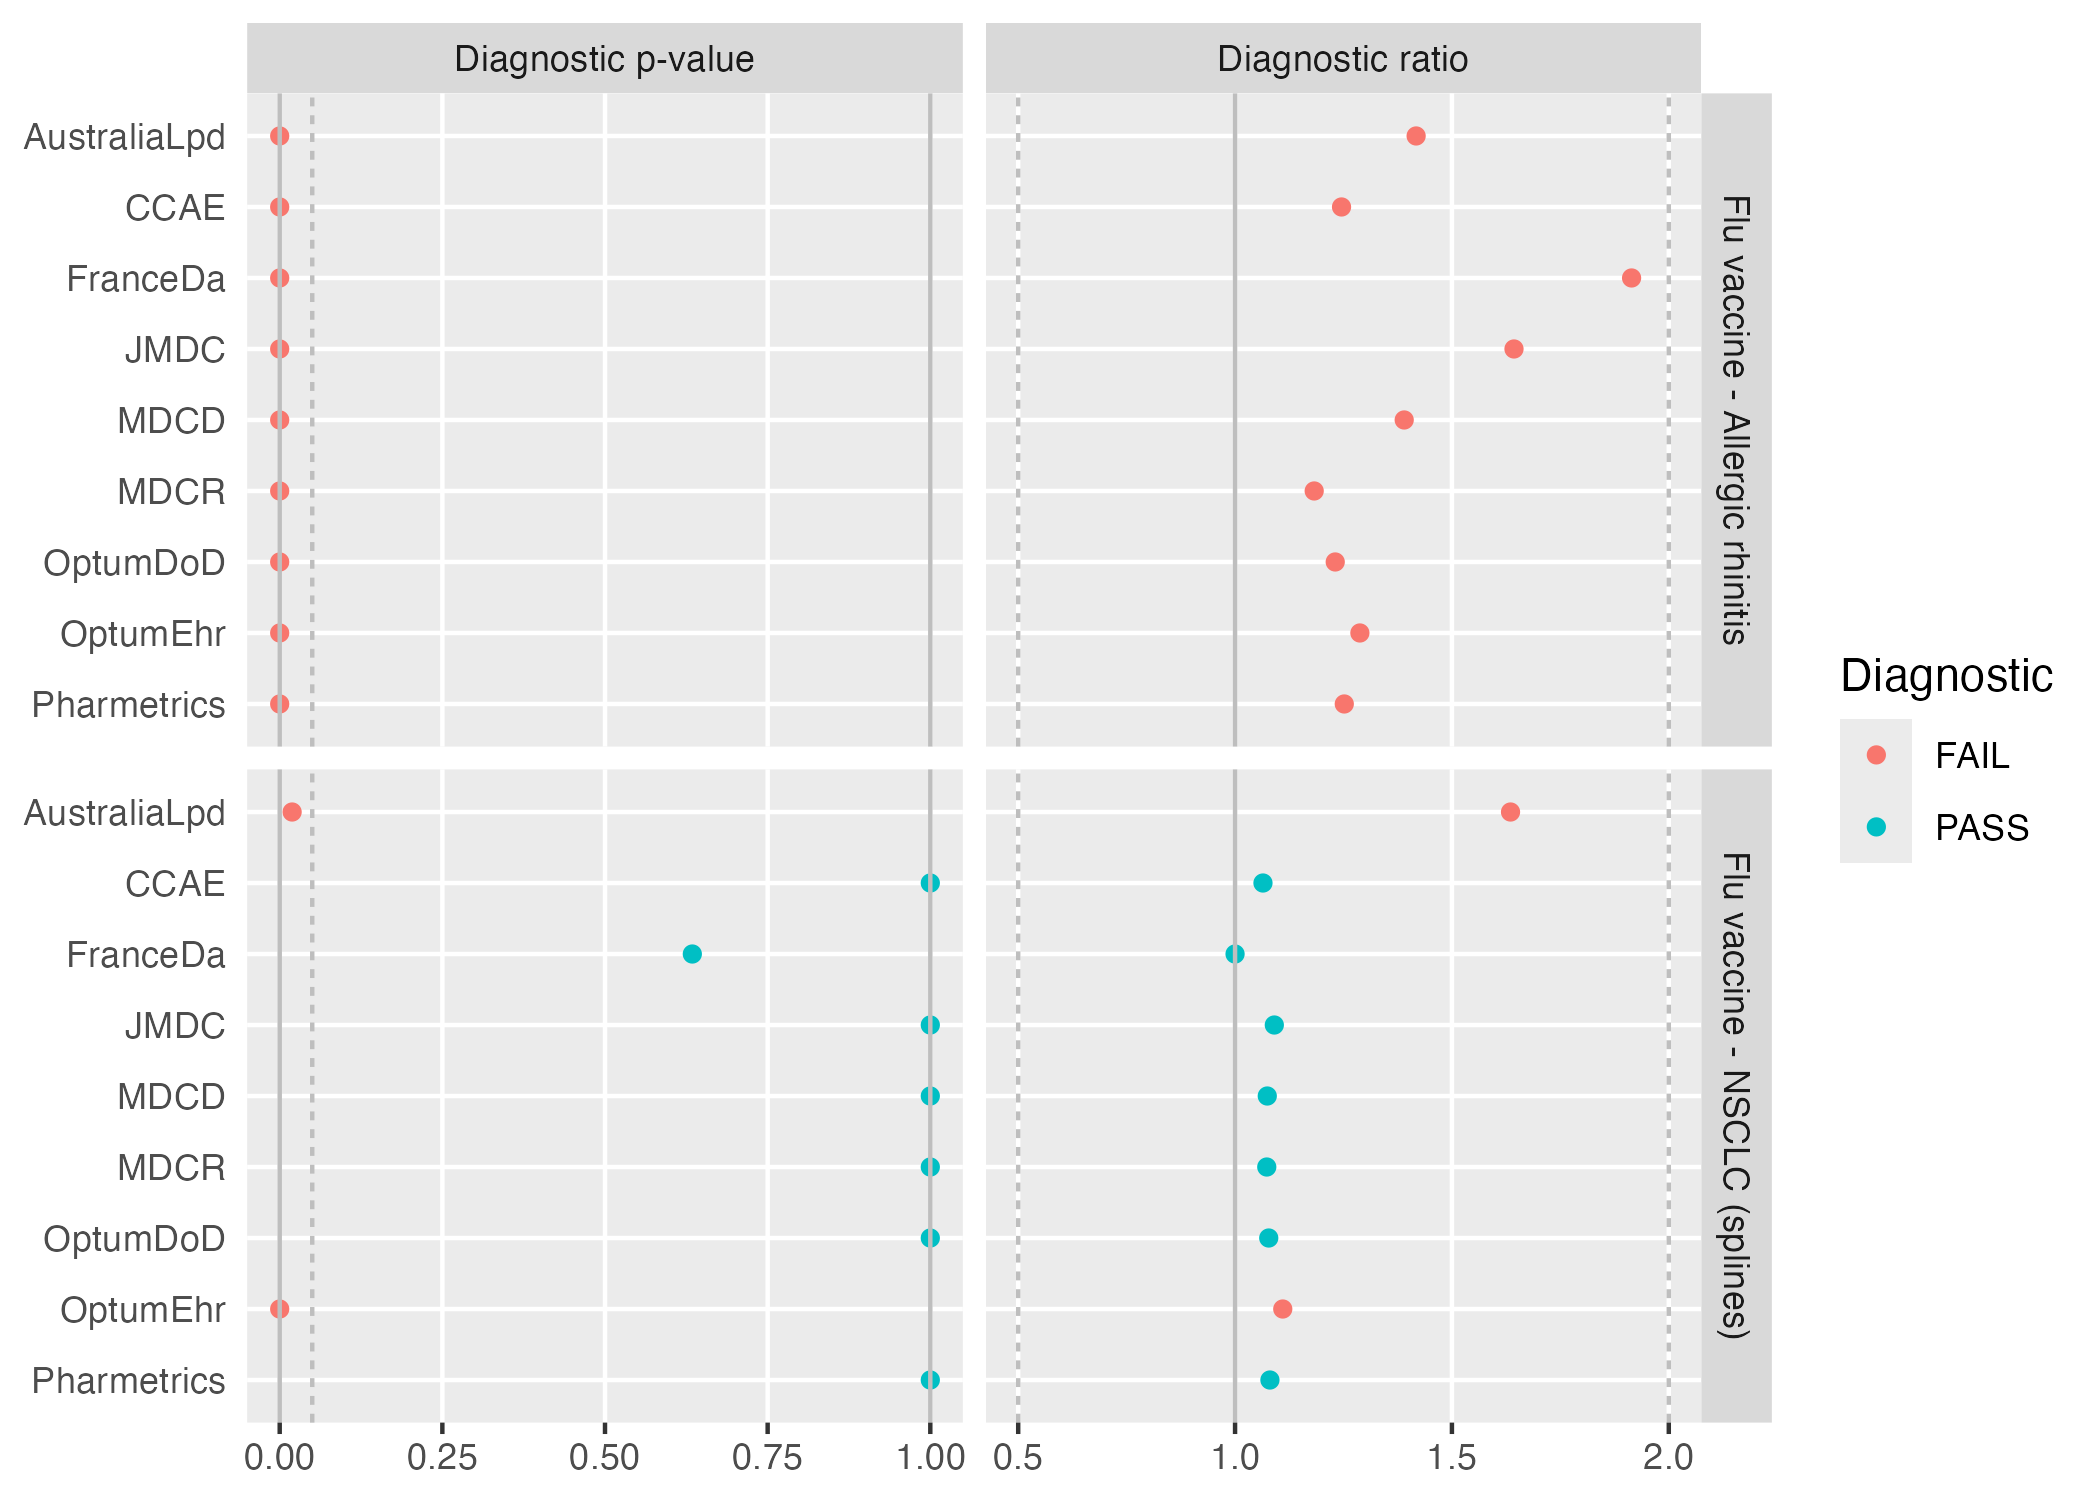 Diagnostic p-value
Diagnostic ratio
AustraliaLpd
CCAE
FranceDa
JMDC
MDCD
MDCR
OptumDoD
OptumEhr
Pharmetrics
Flu vaccine - Allergic rhinitis
AustraliaLpd
CCAE
FranceDa
JMDC
MDCD
MDCR
OptumDoD
OptumEhr
Pharmetrics
Flu vaccine - NSCLC (splines)
0.00 0.25 0.50 0.75 1.00
0.5 1.0 1.5 2.0
Diagnostic
FAIL
PASS